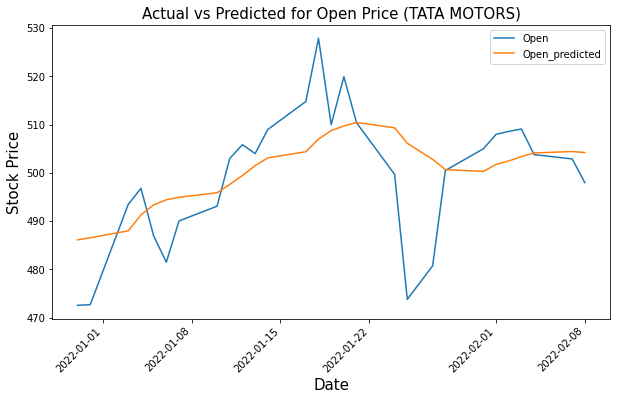 Actual vs Predicted for Open Price (TATA MOTORS)
Open
Open_predicted
530
520
510
500
490
480
470
Stock Price
2022-01-01
2022-01-08
2022-01-15
2022-01-22
2022-02-01
2022-02-08
Date